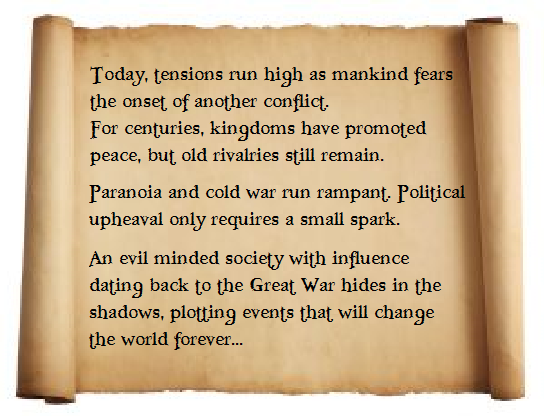 Today, tensions run high as mankind fears
the onset of another conflict.
For centuries, kingdoms have promoted
peace, but old rivalries still remain.
Paranoia and cold war run rampant. Political
upheaval only requires a small spark.
An evil minded society with influence
dating back to the Great War hides in the
shadows, plotting events that will change
the world forever...